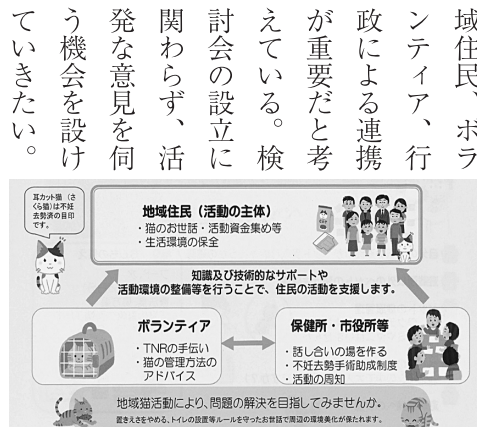 域住民、ボラ
ンティア、行
政による連携
が重要だと考
えている。検
討会の設立に
関わらず、活
発な意見を伺
う機会を設け
ていきたい。
耳カット猫（さ
くら猫）は不妊
去勢済の目印
です。
地域住民（活動の主体）
・猫のお世話・活動資金集め等
・生活環境の保全
知識及び技術的なサポートや
活動環境の整備等を行うことで、住民の活動を支援します。
ボランティア
・TNRの手伝い
・猫の管理方法の
アドバイス
保健所・市役所等
・話し合いの場を作る
・不妊去勢手術助成制度
・活動の周知
地域猫活動により、問題の解決を目指してみませんか。
置きえさをやめる、トイレの設置等ルールを守ったお世話で周辺の環境美化が保たれます。